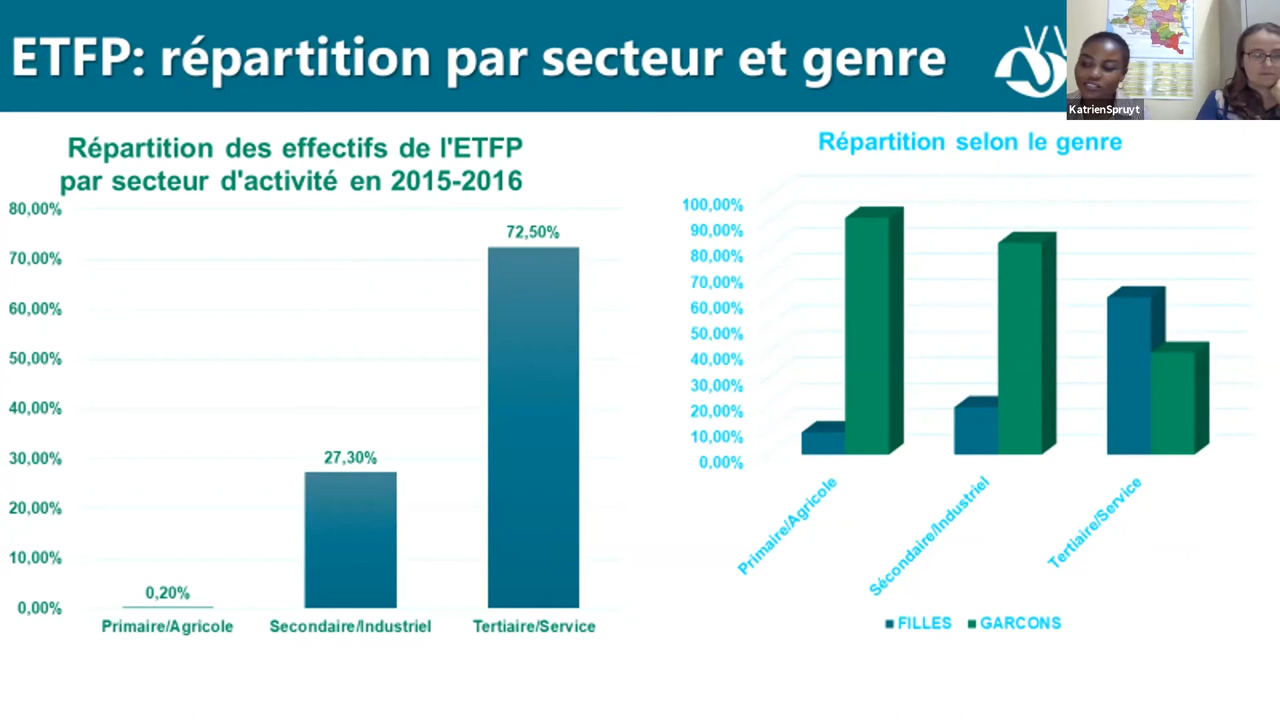 ETFP: répartition par secteur et genre
KatrienSpruyt
Répartition des effectifs de l'ETFP
par secteur d'activité en 2015-2016
80,00%
70,00%
60,00%
50,00%
40,00%
30,00%
20,00%
10,00%
0,00%
0,20%
27,30%
72,50%
Primaire/Agricole
Secondaire/Industriel
Tertiaire/Service
Répartition selon le genre
100,00%
90,00%
80,00%
70,00%
60,00%
50,00%
40,00%
30,00%
20,00%
10,00%
0,00%
Primaire/Agricole
Sécondaire/Industriel
Tertiaire/Service
FILLES
GARCONS